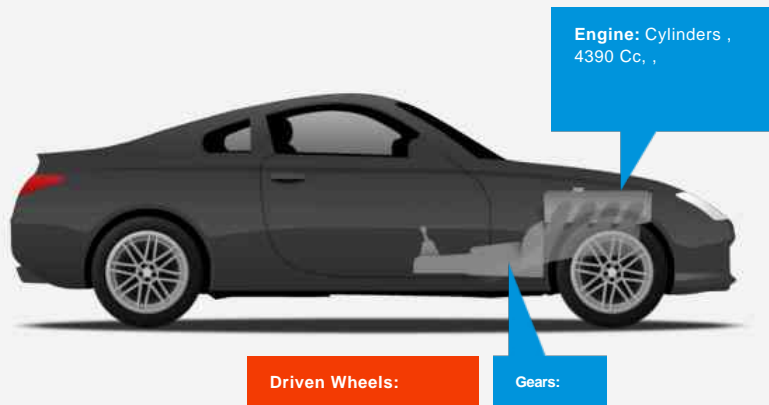 Engine: Cylinders ,
4390 Cc, ,
Driven Wheels:
Gears: